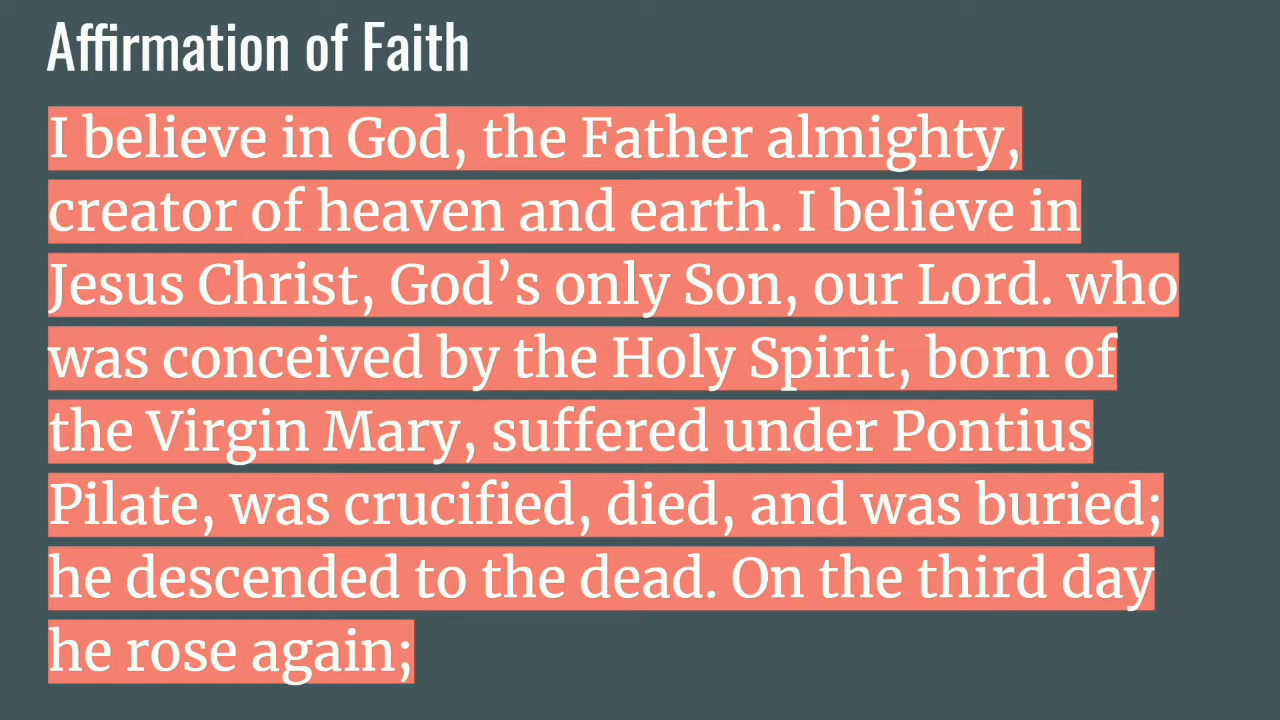 Affirmation of Faith
I believe in God, the Father almighty,
creator of heaven and earth. I believe in
Jesus Christ, God’s only Son, our Lord. who
was conceived by the Holy Spirit, born of
the Virgin Mary, suffered under Pontius
Pilate, was crucified, died, and was buried;
he descended to the dead. On the third day
he rose again;